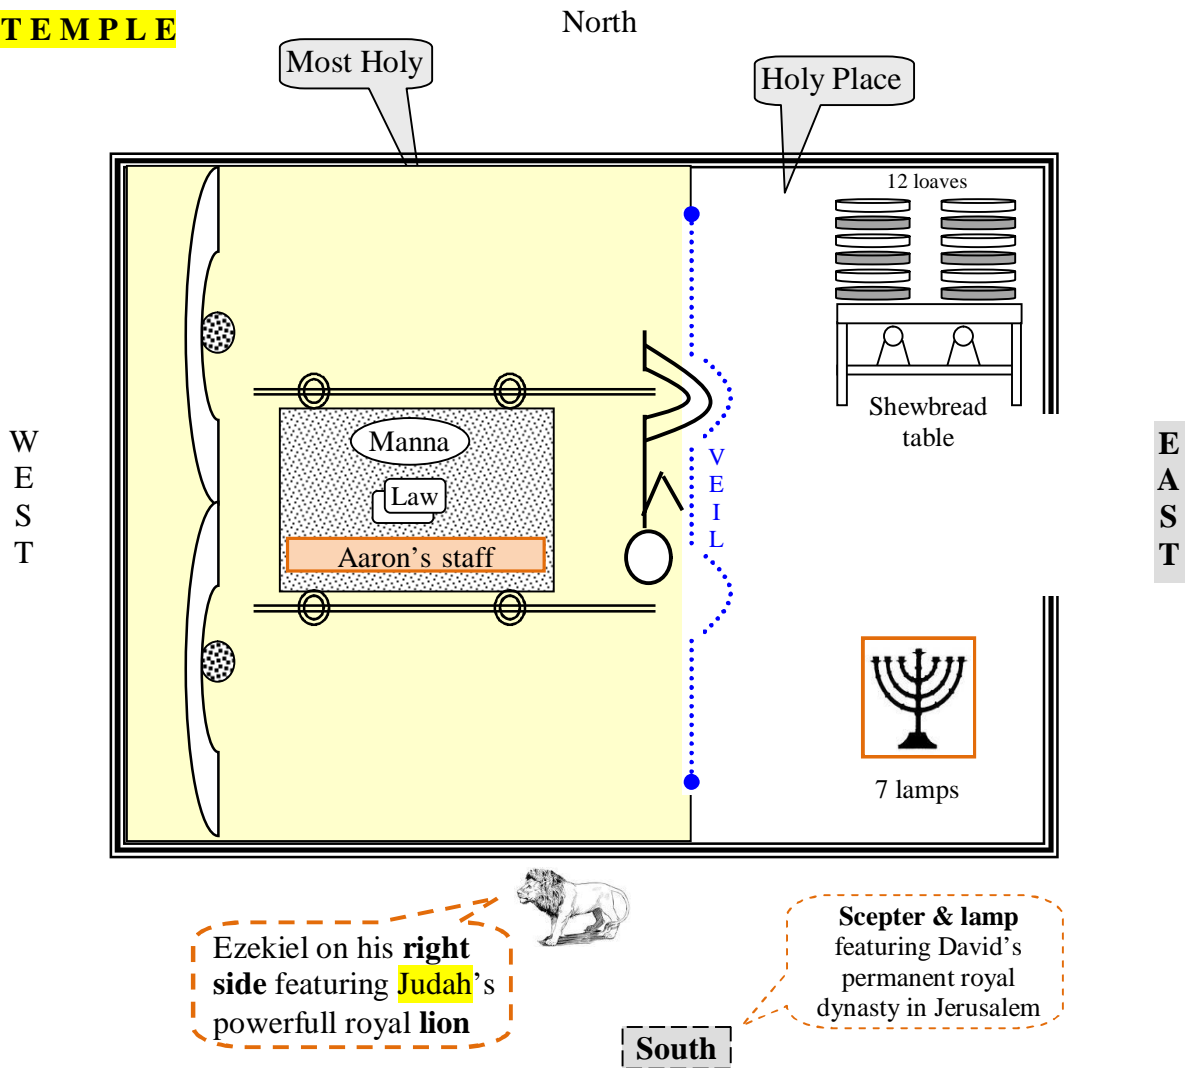 T E M P L E
North
Most Holy
Holy Place
12 loaves
Shewbread
table
Manna
Law
Aaron's staff
V
E
I
L
W
E
S
T
E
A
S
T
7 lamps
Ezekiel on his right
side featuring Judah's
powerfull royal lion
Scepter & lamp
featuring David's
permanent royal
dynasty in Jerusalem
South